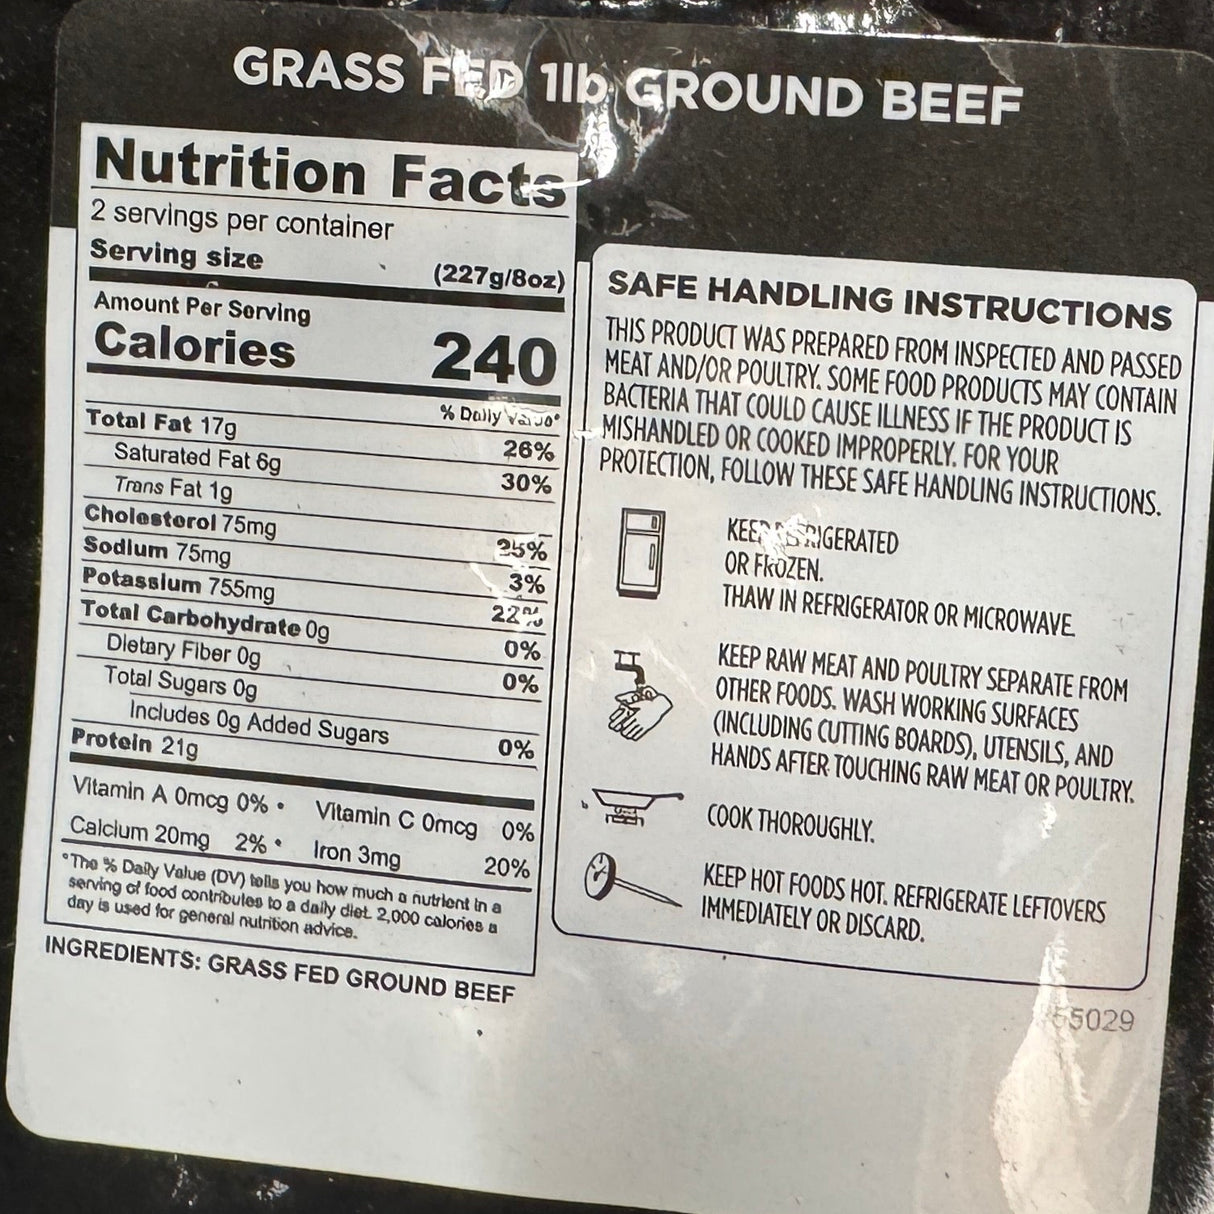 GRASS FED 1lb GROUND BEEF
Nutrition Facts
2 servings per container
Serving size (227g/8oz)
Amount Per Serving
Calories 240
% Daily Value*
Total Fat 17g 26%
Saturated Fat 6g 30%
Trans Fat 1g
Cholesterol 75mg 25%
Sodium 75mg 3%
Potassium 755mg 22%
Total Carbohydrate 0g 0%
Dietary Fiber 0g 0%
Total Sugars 0g
Includes 0g Added Sugars 0%
Protein 21g
Vitamin A 0mcg 0% • Vitamin C 0mcg 0%
Calcium 20mg 2% • Iron 3mg 20%
*The % Daily Value (DV) tells you how much a nutrient in a
serving of food contributes to a daily diet. 2,000 calories a
day is used for general nutrition advice.
INGREDIENTS: GRASS FED GROUND BEEF
SAFE HANDLING INSTRUCTIONS
THIS PRODUCT WAS PREPARED FROM INSPECTED AND PASSED
MEAT AND/OR POULTRY. SOME FOOD PRODUCTS MAY CONTAIN
BACTERIA THAT COULD CAUSE ILLNESS IF THE PRODUCT IS
MISHANDLED OR COOKED IMPROPERLY. FOR YOUR
PROTECTION, FOLLOW THESE SAFE HANDLING INSTRUCTIONS.
KEEP REFRIGERATED
OR FROZEN.
THAW IN REFRIGERATOR OR MICROWAVE.
KEEP RAW MEAT AND POULTRY SEPARATE FROM
OTHER FOODS. WASH WORKING SURFACES
(INCLUDING CUTTING BOARDS), UTENSILS, AND
HANDS AFTER TOUCHING RAW MEAT OR POULTRY.
COOK THOROUGHLY.
KEEP HOT FOODS HOT. REFRIGERATE LEFTOVERS
IMMEDIATELY OR DISCARD.